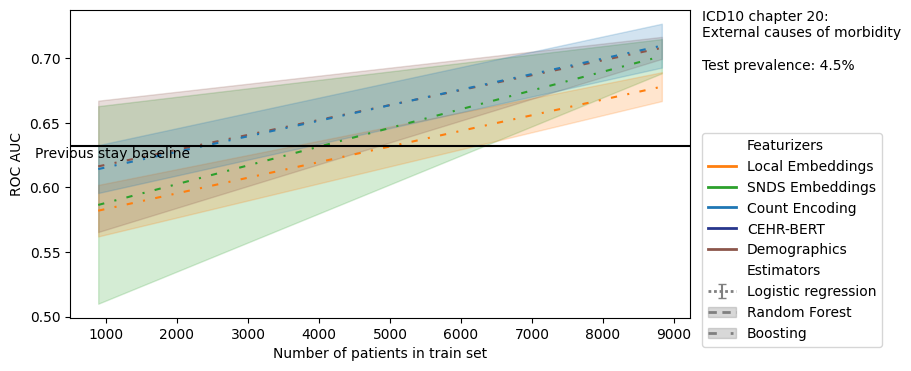 ICD10 chapter 20:
External causes of morbidity
Test prevalence: 4.5%
ROC AUC
0.70
0.65
0.60
0.55
0.50
Previous stay baseline
1000
2000
3000
4000
5000
6000
7000
8000
9000
Number of patients in train set
Featurizers
Local Embeddings
SNDS Embeddings
Count Encoding
CEHR-BERT
Demographics
Estimators
Logistic regression
Random Forest
Boosting